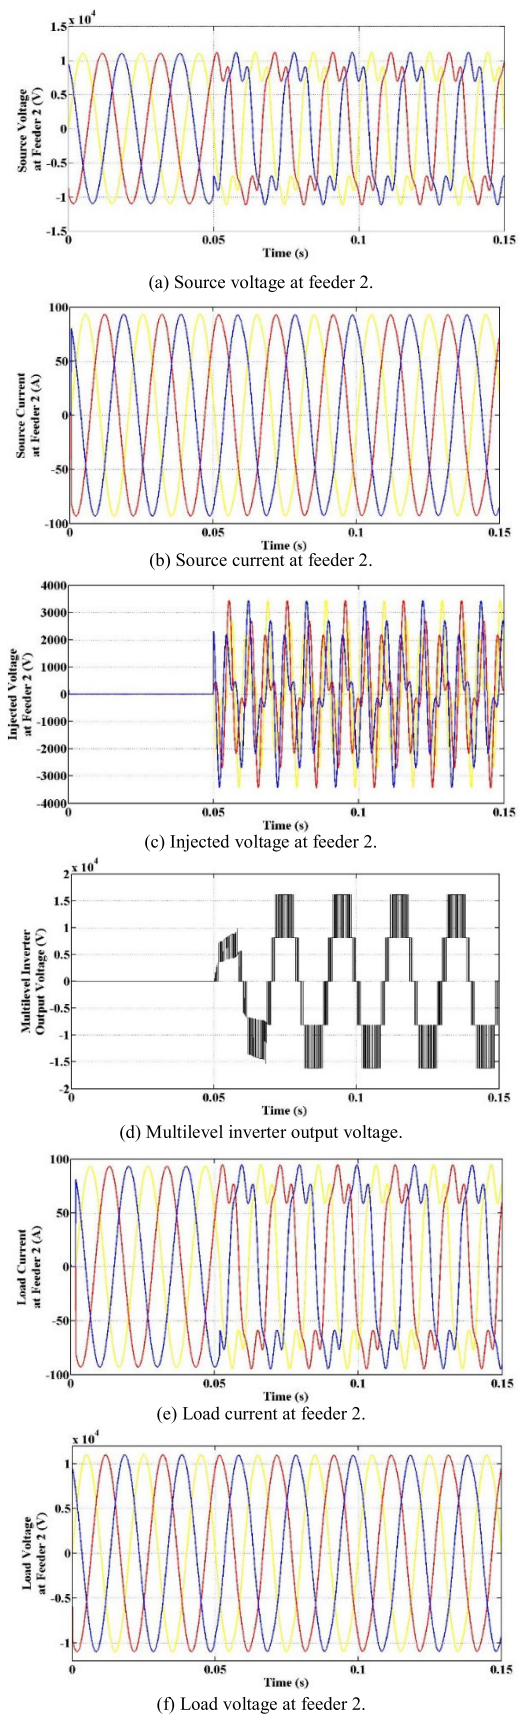 x 10⁴
1.5
1
0.5
0
-0.5
-1
-1.5
Source Voltage
at Feeder 2 (V)
0 0.05 0.1 0.15
Time (s)
(a) Source voltage at feeder 2.
100
50
0
-50
-100
Source Current
at Feeder 2 (A)
0 0.05 0.1 0.15
Time (s)
(b) Source current at feeder 2.
4000
3000
2000
1000
0
-1000
-2000
-3000
-4000
Injected Voltage
at Feeder 2 (V)
0 0.05 0.1 0.15
Time (s)
(c) Injected voltage at feeder 2.
x 10⁴
2
1.5
1
0.5
0
-0.5
-1
-1.5
-2
Multilevel Inverter
Output Voltage (V)
0 0.05 0.1 0.15
Time (s)
(d) Multilevel inverter output voltage.
100
50
0
-50
-100
Load Current
at Feeder 2 (A)
0 0.05 0.1 0.15
Time (s)
(e) Load current at feeder 2.
x 10⁴
1
0.5
0
-0.5
-1
Load Voltage
at Feeder 2 (V)
0 0.05 0.1 0.15
Time (s)
(f) Load voltage at feeder 2.